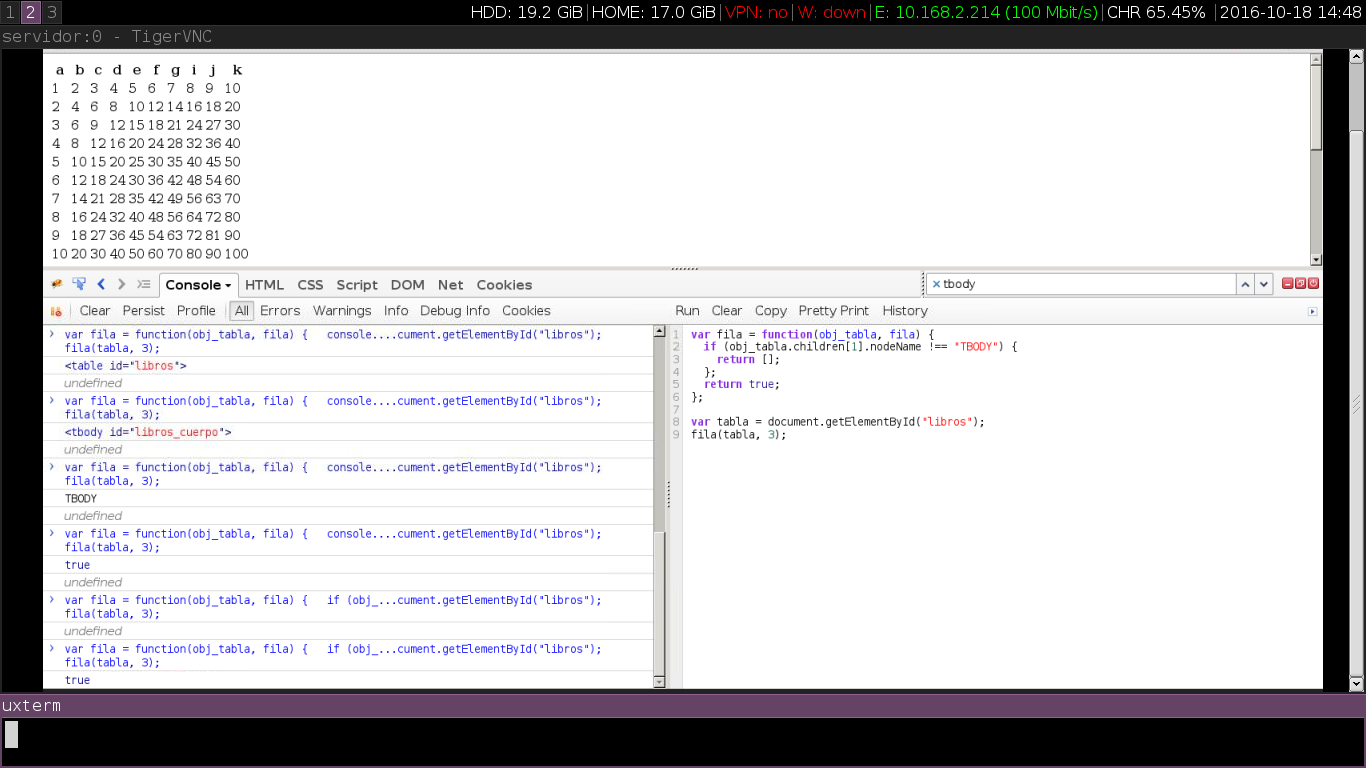 1 2 3 HDD: 19.2 GiB|HOME: 17.0 GiB|VPN: no|W: down|E: 10.168.2.214 (100 Mbit/s)|CHR 65.45% |2016-10-18 14:48
servidor:0 - TigerVNC
a b c d e f g i j k
1 2 3 4 5 6 7 8 9 10
2 4 6 8 10 12 14 16 18 20
3 6 9 12 15 18 21 24 27 30
4 8 12 16 20 24 28 32 36 40
5 10 15 20 25 30 35 40 45 50
6 12 18 24 30 36 42 48 54 60
7 14 21 28 35 42 49 56 63 70
8 16 24 32 40 48 56 64 72 80
9 18 27 36 45 54 63 72 81 90
10 20 30 40 50 60 70 80 90 100
Console HTML CSS Script DOM Net Cookies tbody
Clear Persist Profile All Errors Warnings Info Debug Info Cookies
Run Clear Copy Pretty Print History
var fila = function(obj_tabla, fila) {   console....cument.getElementById("libros");
fila(tabla, 3);
<table id="libros">
undefined
var fila = function(obj_tabla, fila) {   console....cument.getElementById("libros");
fila(tabla, 3);
<tbody id="libros_cuerpo">
undefined
var fila = function(obj_tabla, fila) {   console....cument.getElementById("libros");
fila(tabla, 3);
TBODY
undefined
var fila = function(obj_tabla, fila) {   console....cument.getElementById("libros");
fila(tabla, 3);
true
undefined
var fila = function(obj_tabla, fila) {   if (obj_...cument.getElementById("libros");
fila(tabla, 3);
undefined
var fila = function(obj_tabla, fila) {   if (obj_...cument.getElementById("libros");
fila(tabla, 3);
true
1 var fila = function(obj_tabla, fila) {
2   if (obj_tabla.children[1].nodeName !== "TBODY") {
3     return [];
4   };
5   return true;
6 };
7
8 var tabla = document.getElementById("libros");
9 fila(tabla, 3);
uxterm